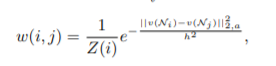 w(i, j) = \frac{1}{Z(i)} e^{-\frac{||v(\mathcal{N}_i)-v(\mathcal{N}_j)||_{2,a}^2}{h^2}},